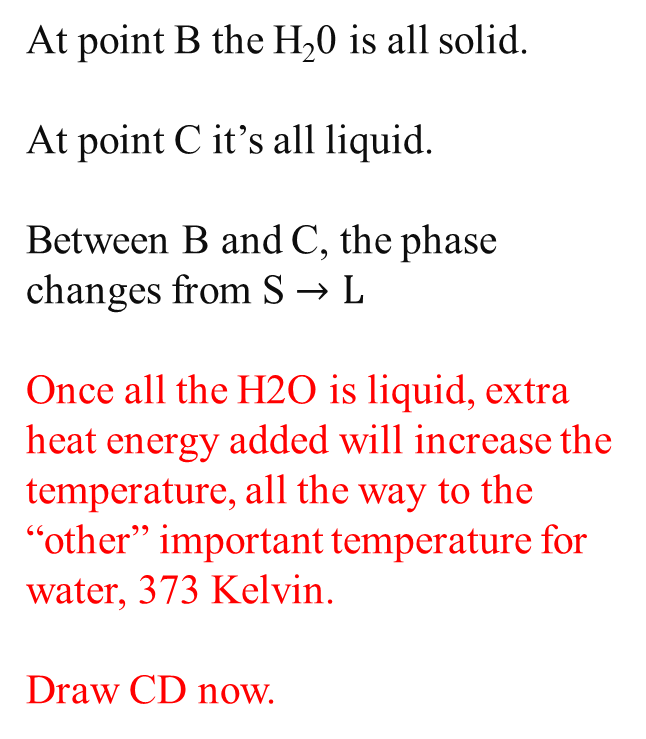 At point B the H₂0 is all solid.
At point C it’s all liquid.
Between B and C, the phase
changes from S → L
Once all the H2O is liquid, extra
heat energy added will increase the
temperature, all the way to the
“other” important temperature for
water, 373 Kelvin.
Draw CD now.